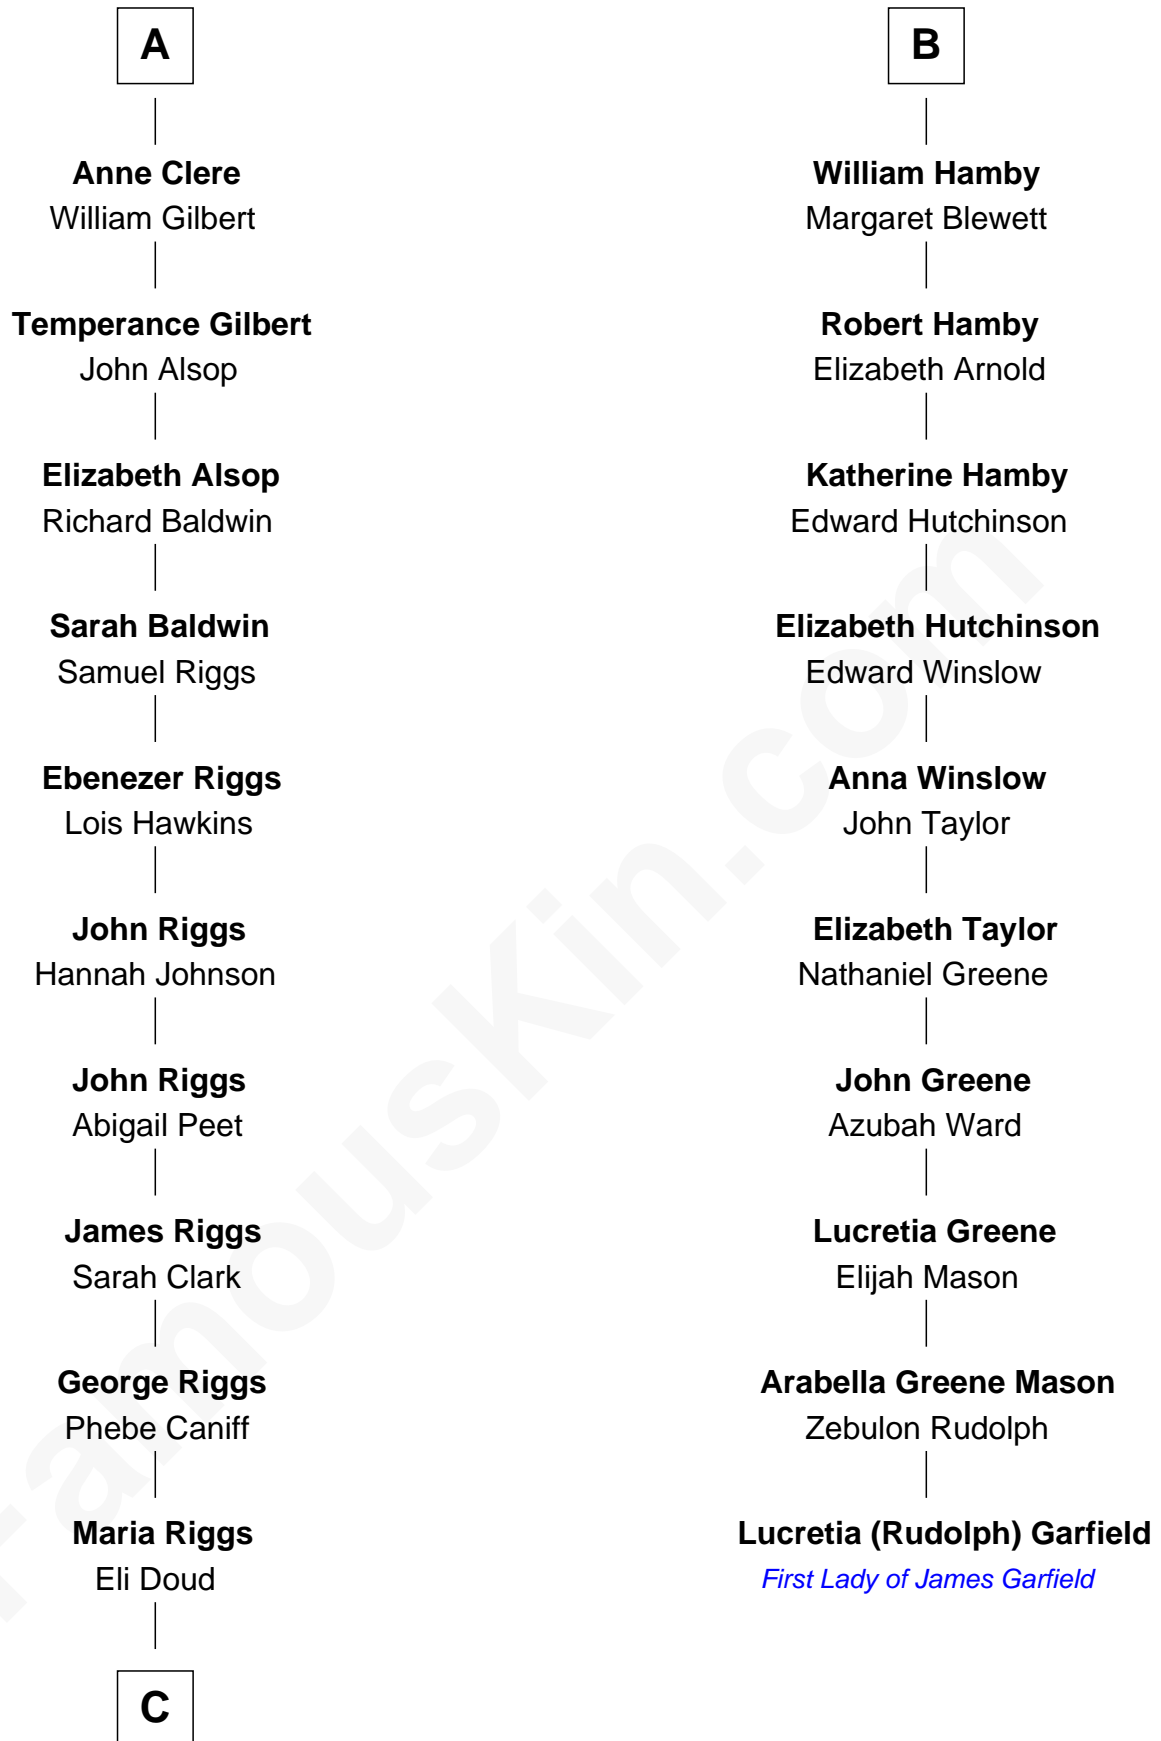 A
Anne Clere
William Gilbert
Temperance Gilbert
John Alsop
Elizabeth Alsop
Richard Baldwin
Sarah Baldwin
Samuel Riggs
Ebenezer Riggs
Lois Hawkins
John Riggs
Hannah Johnson
John Riggs
Abigail Peet
James Riggs
Sarah Clark
George Riggs
Phebe Caniff
Maria Riggs
Eli Doud
C
B
William Hamby
Margaret Blewett
Robert Hamby
Elizabeth Arnold
Katherine Hamby
Edward Hutchinson
Elizabeth Hutchinson
Edward Winslow
Anna Winslow
John Taylor
Elizabeth Taylor
Nathaniel Greene
John Greene
Azubah Ward
Lucretia Greene
Elijah Mason
Arabella Greene Mason
Zebulon Rudolph
Lucretia (Rudolph) Garfield
First Lady of James Garfield
FamousKin.com